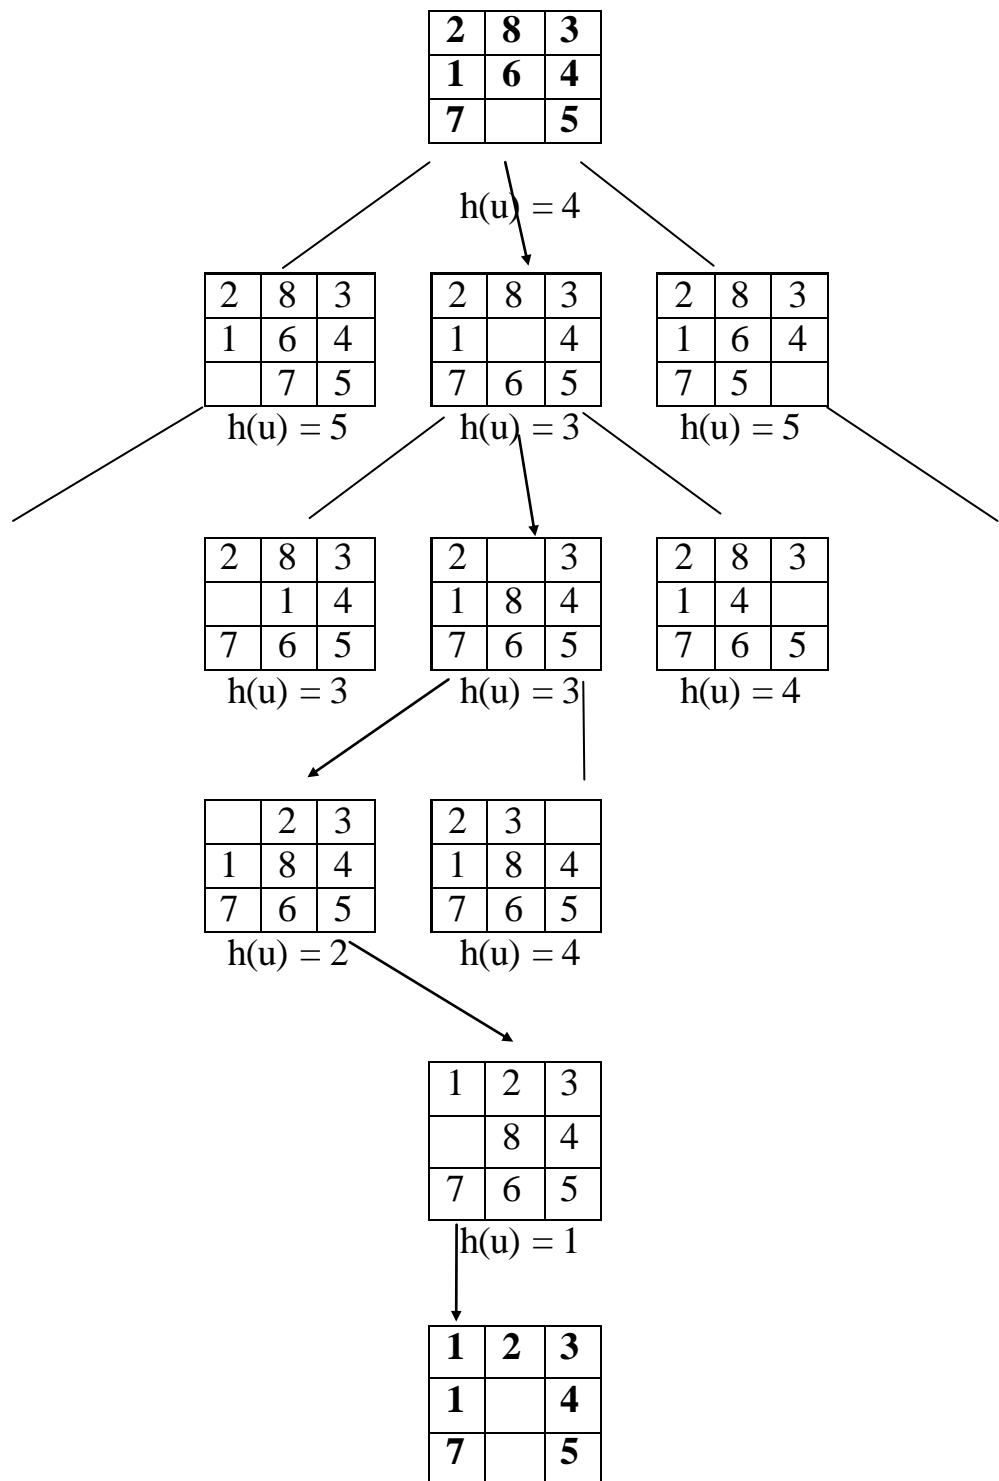 2 8 3
1 6 4
7 5
h(u) = 4
2 8 3
1 6 4
7 5
h(u) = 5
2 8 3
1 4
7 6 5
h(u) = 3
2 8 3
1 6 4
7 5
h(u) = 5
2 8 3
1 4
7 6 5
h(u) = 3
2 3
1 8 4
7 6 5
h(u) = 3
2 8 3
1 4
7 6 5
h(u) = 4
2 3
1 8 4
7 6 5
h(u) = 2
2 3
1 8 4
7 6 5
h(u) = 4
1 2 3
8 4
7 6 5
h(u) = 1
1 2 3
1 4
7 5